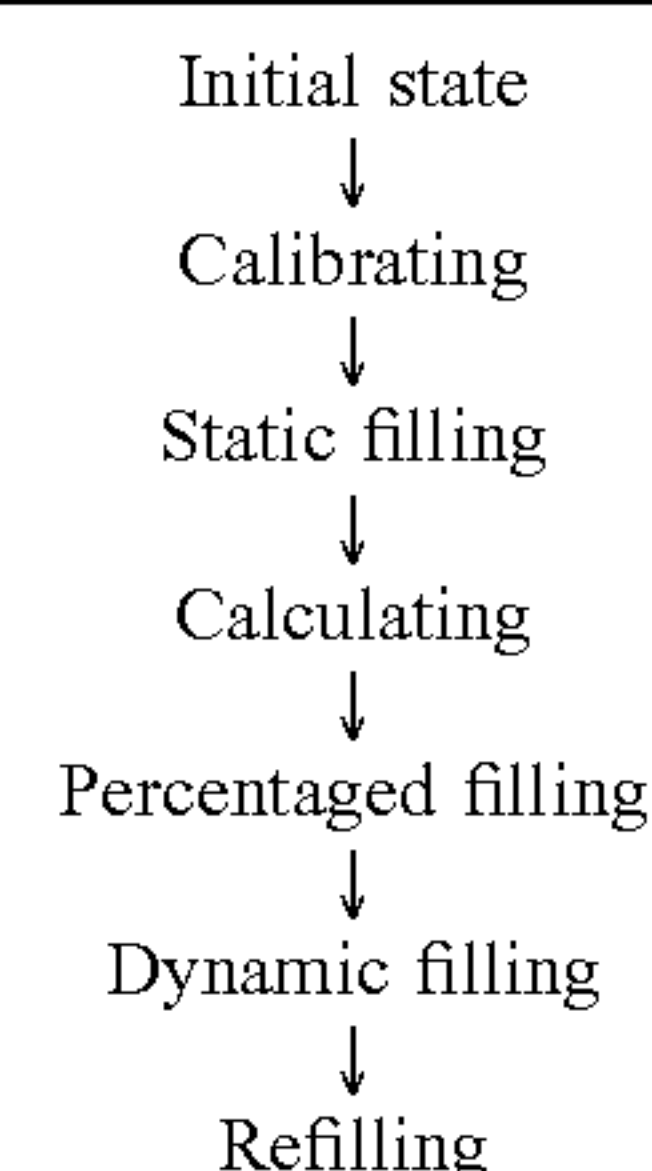 Initial state
Calibrating
Static filling
Calculating
Percentaged filling
Dynamic filling
Refilling